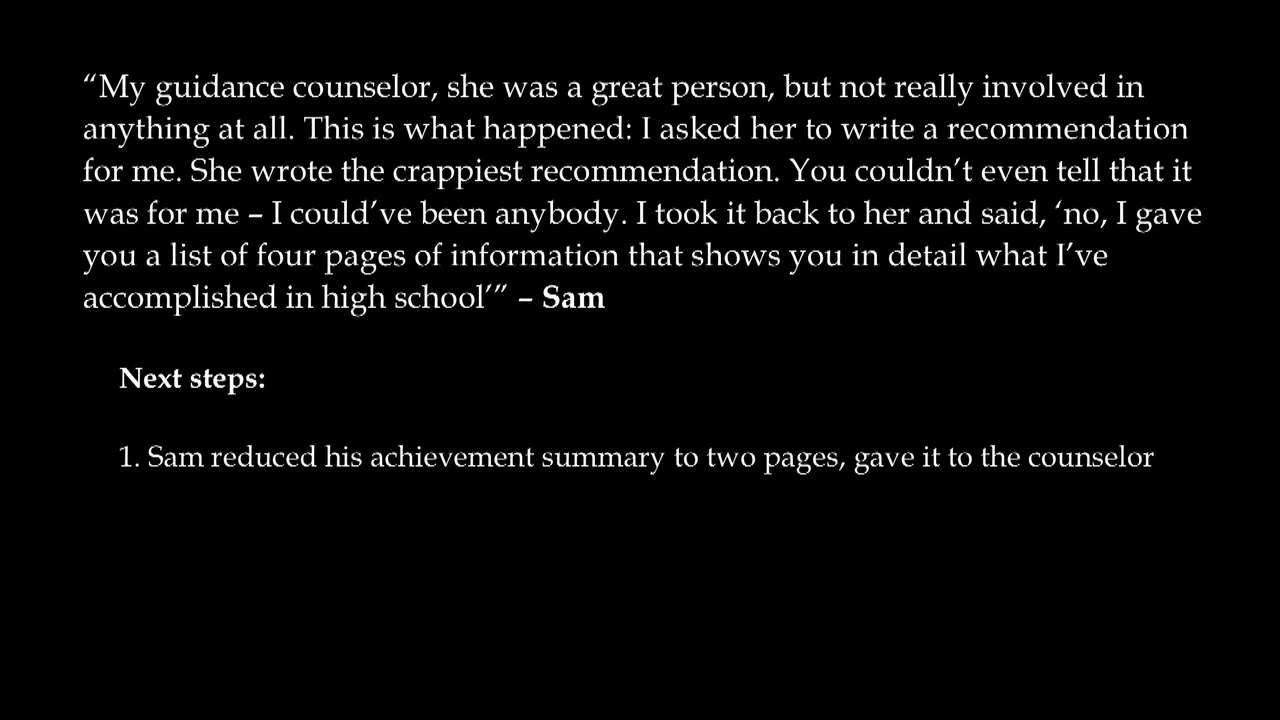 “My guidance counselor, she was a great person, but not really involved in
anything at all. This is what happened: I asked her to write a recommendation
for me. She wrote the crappiest recommendation. You couldn’t even tell that it
was for me – I could’ve been anybody. I took it back to her and said, ‘no, I gave
you a list of four pages of information that shows you in detail what I’ve
accomplished in high school’” – Sam
Next steps:
1. Sam reduced his achievement summary to two pages, gave it to the counselor